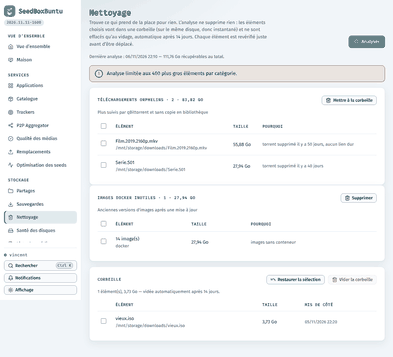 SeedBoxBuntu
2026.11.11-1100
VUE D'ENSEMBLE
Vue d'ensemble
Maison
SERVICES
Applications
Catalogue
Trackers
P2P Aggregator
Qualité des médias
Remplacements
Optimisation des seeds
STOCKAGE
Partages
Sauvegardes
Nettoyage
Santé des disques
vincent
Rechercher Ctrl K
Notifications
Affichage
Nettoyage
Trouve ce qui prend de la place pour rien. L'analyse ne supprime rien : les éléments
choisis vont dans une corbeille (sur le même disque, donc instantané) et ne sont
effacés qu'au vidage, automatique après 14 jours. Chaque élément est revérifié juste
avant d'être déplacé.
Analyser
Dernière analyse : 09/11/2026 22:10 — 111,76 Go récupérables au total.
Analyse limitée aux 400 plus gros éléments par catégorie.
TÉLÉCHARGEMENTS ORPHELINS · 2 · 83,82 GO
Mettre à la corbeille
Plus suivis par qBittorrent et sans copie en bibliothèque
ÉLÉMENT TAILLE POURQUOI
Film.2019.2160p.mkv
/mnt/storage/downloads/Film.2019.2160p.mkv
55,88 Go
torrent supprimé il y a 50 jours, aucun lien dur
Serie.S01
/mnt/storage/downloads/Serie.S01
27,94 Go
torrent supprimé il y a 40 jours
IMAGES DOCKER INUTILES · 1 · 27,94 GO
Supprimer
Anciennes versions d'images après une mise à jour
ÉLÉMENT TAILLE POURQUOI
14 image(s)
docker
27,94 Go
images sans conteneur
CORBEILLE
Restaurer la sélection
Vider la corbeille
1 élément(s), 3,73 Go — vidée automatiquement après 14 jours.
ÉLÉMENT TAILLE MIS DE CÔTÉ
vieux.iso
/mnt/storage/downloads/vieux.iso
3,73 Go
09/11/2026 22:20